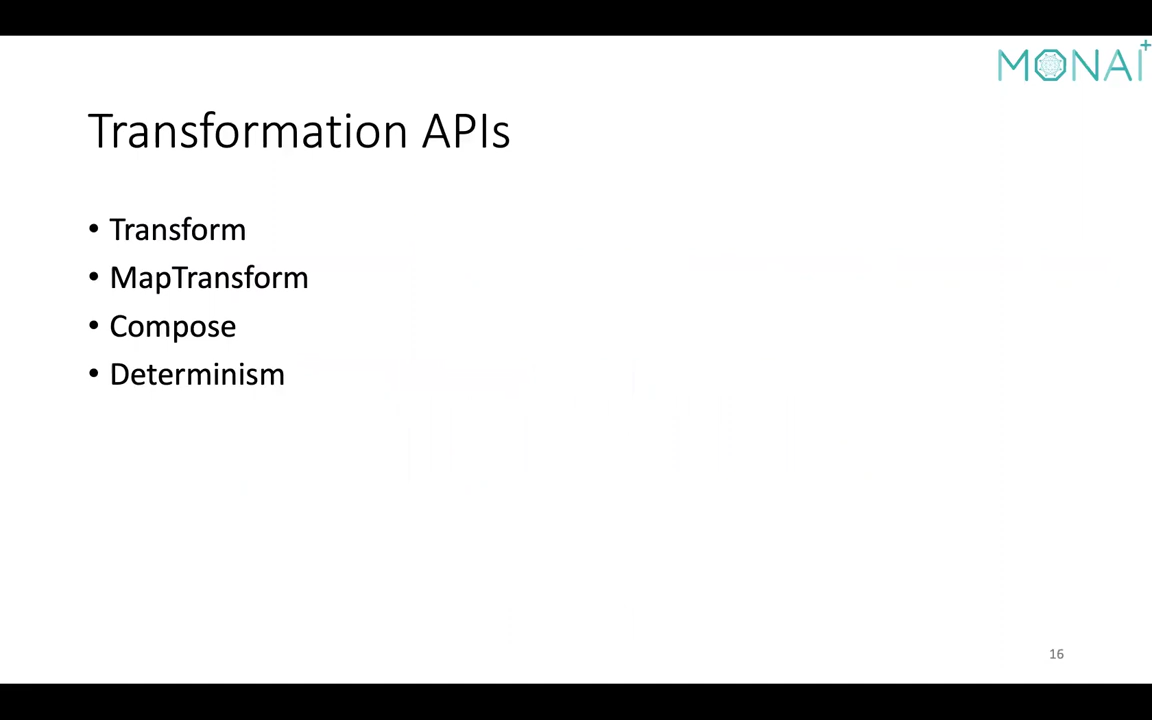 MONAI+
Transformation APIs
• Transform
• MapTransform
• Compose
• Determinism
16